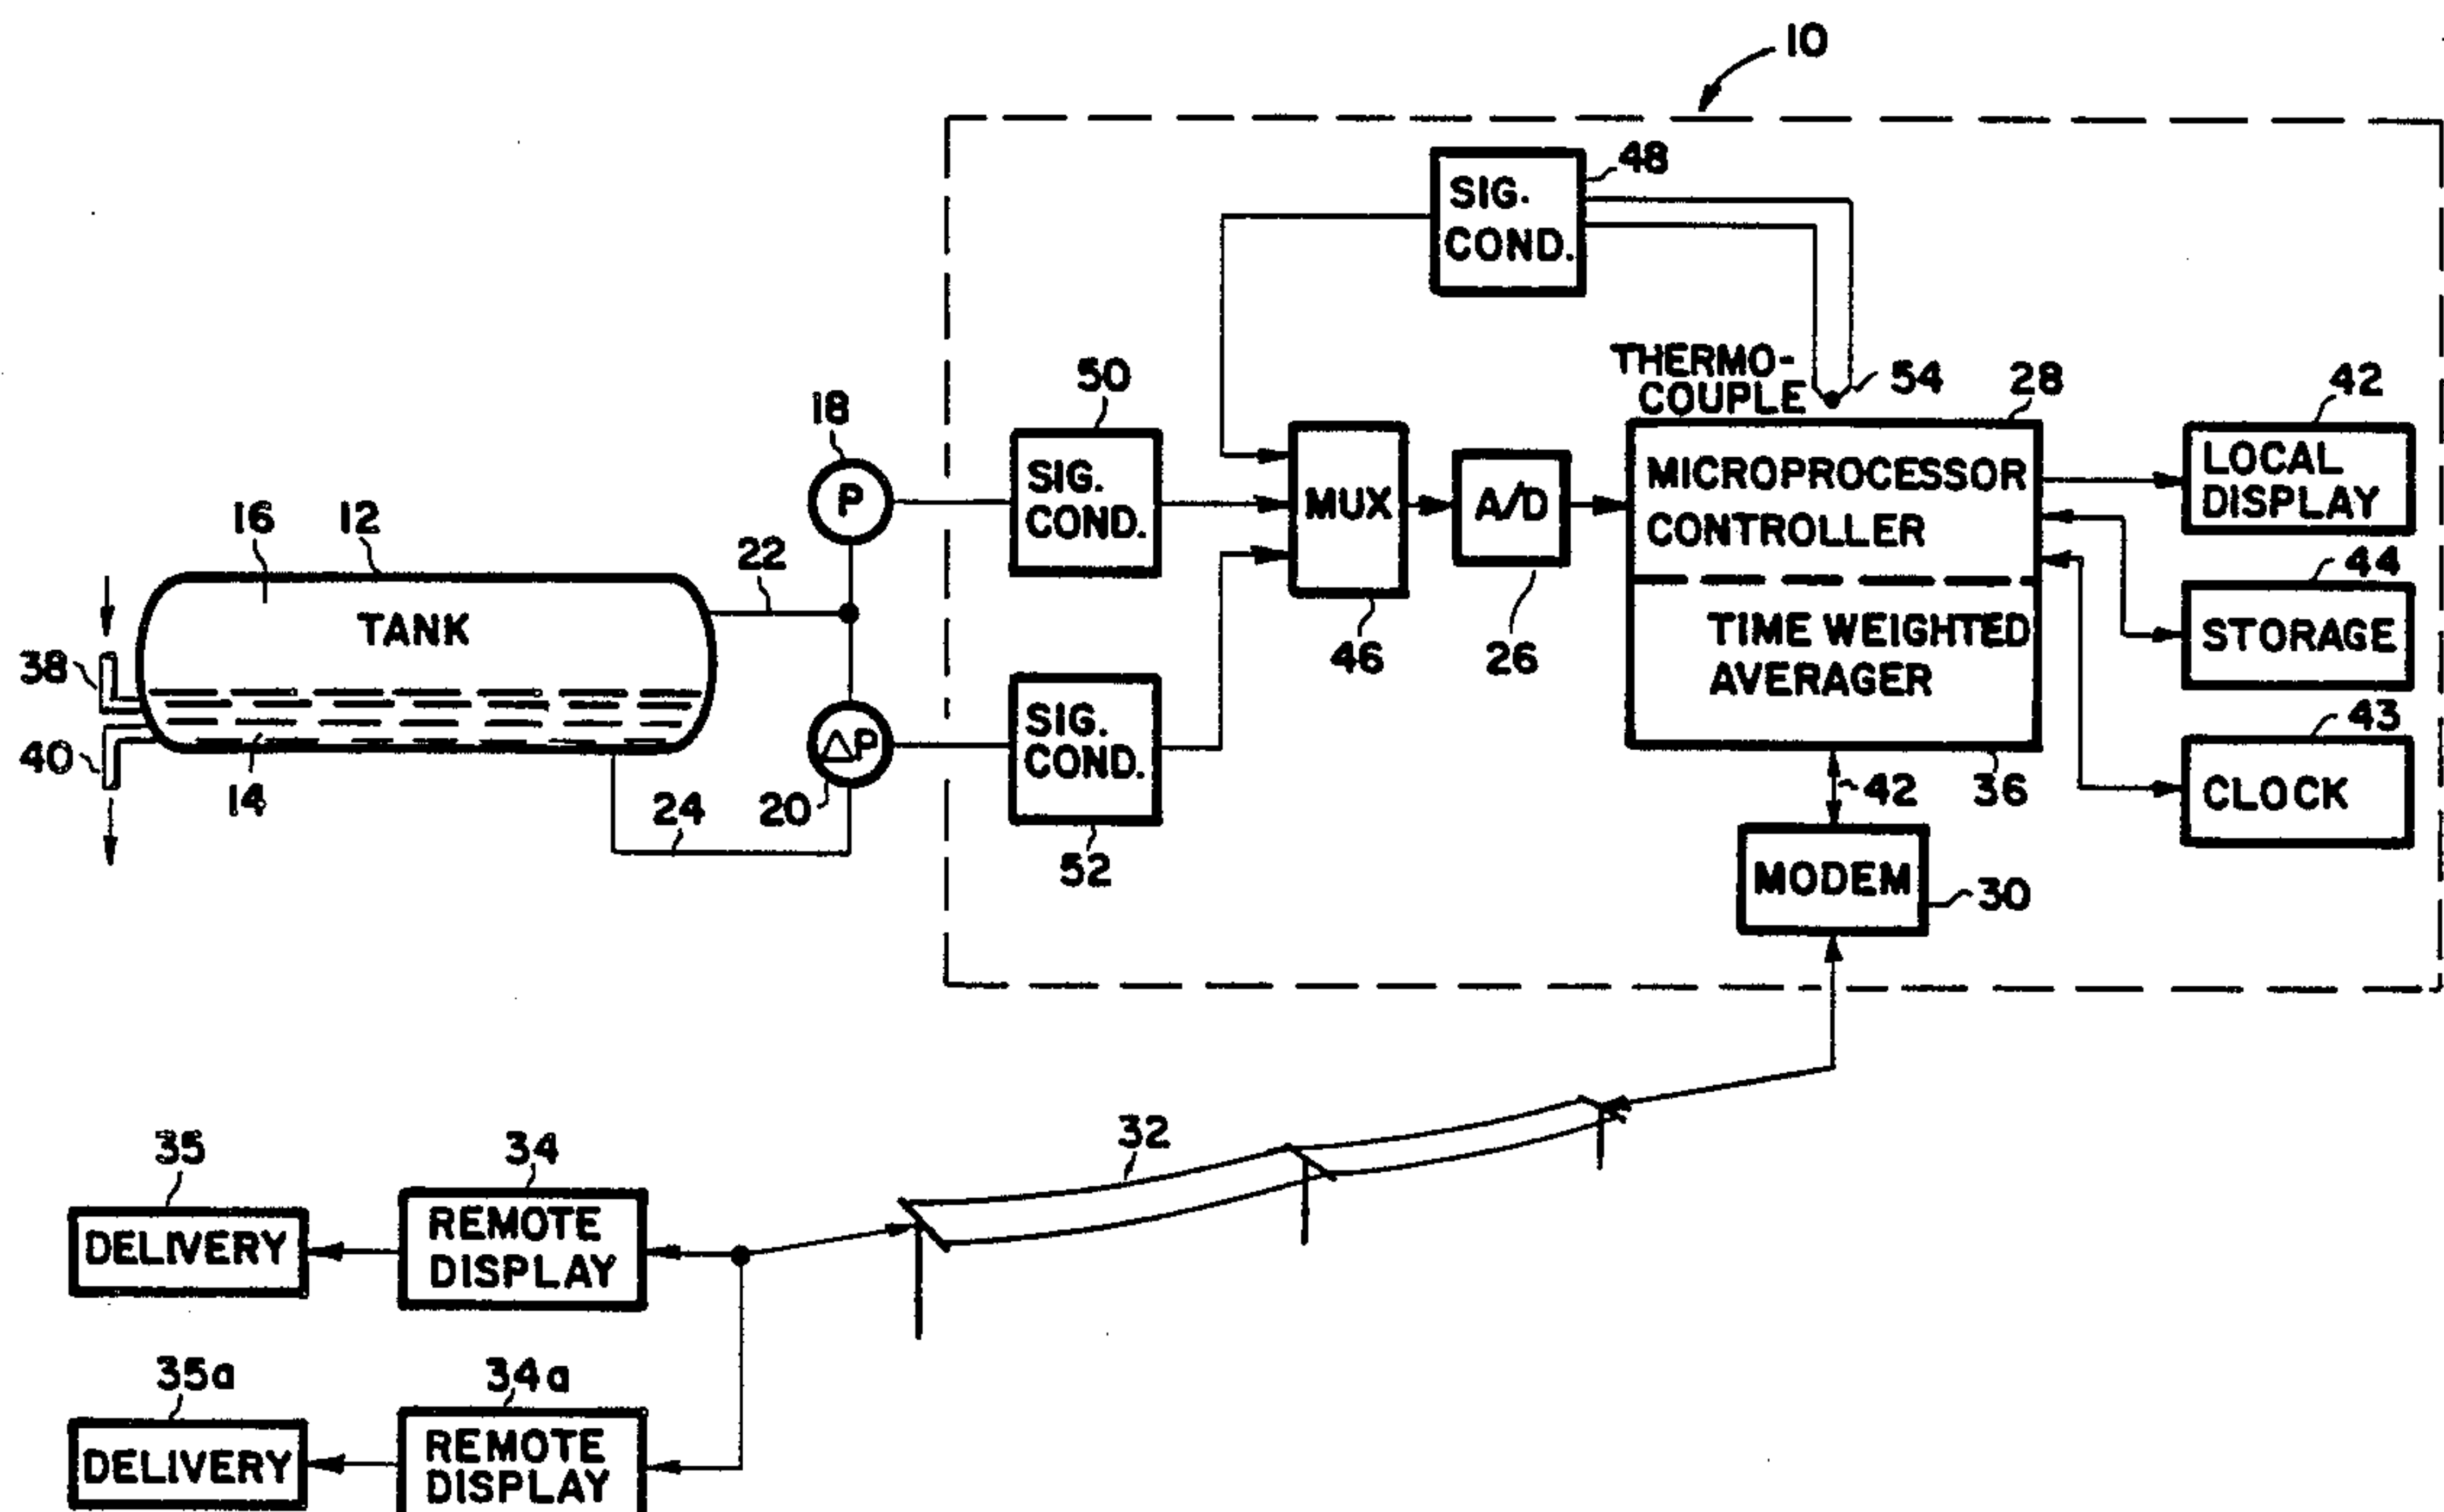 10
48
SIG.
COND.
THERMO-
COUPLE
54
28
42
50
18
SIG.
COND.
P
MUX
A/D
MICROPROCESSOR
CONTROLLER
LOCAL
DISPLAY
16
12
22
TANK
46
26
TIME WEIGHTED
AVERAGER
44
STORAGE
38
40
14
24
ΔP
20
SIG.
COND.
52
42
36
43
CLOCK
MODEM
30
32
35
34
DELIVERY
REMOTE
DISPLAY
35a
34a
DELIVERY
REMOTE
DISPLAY